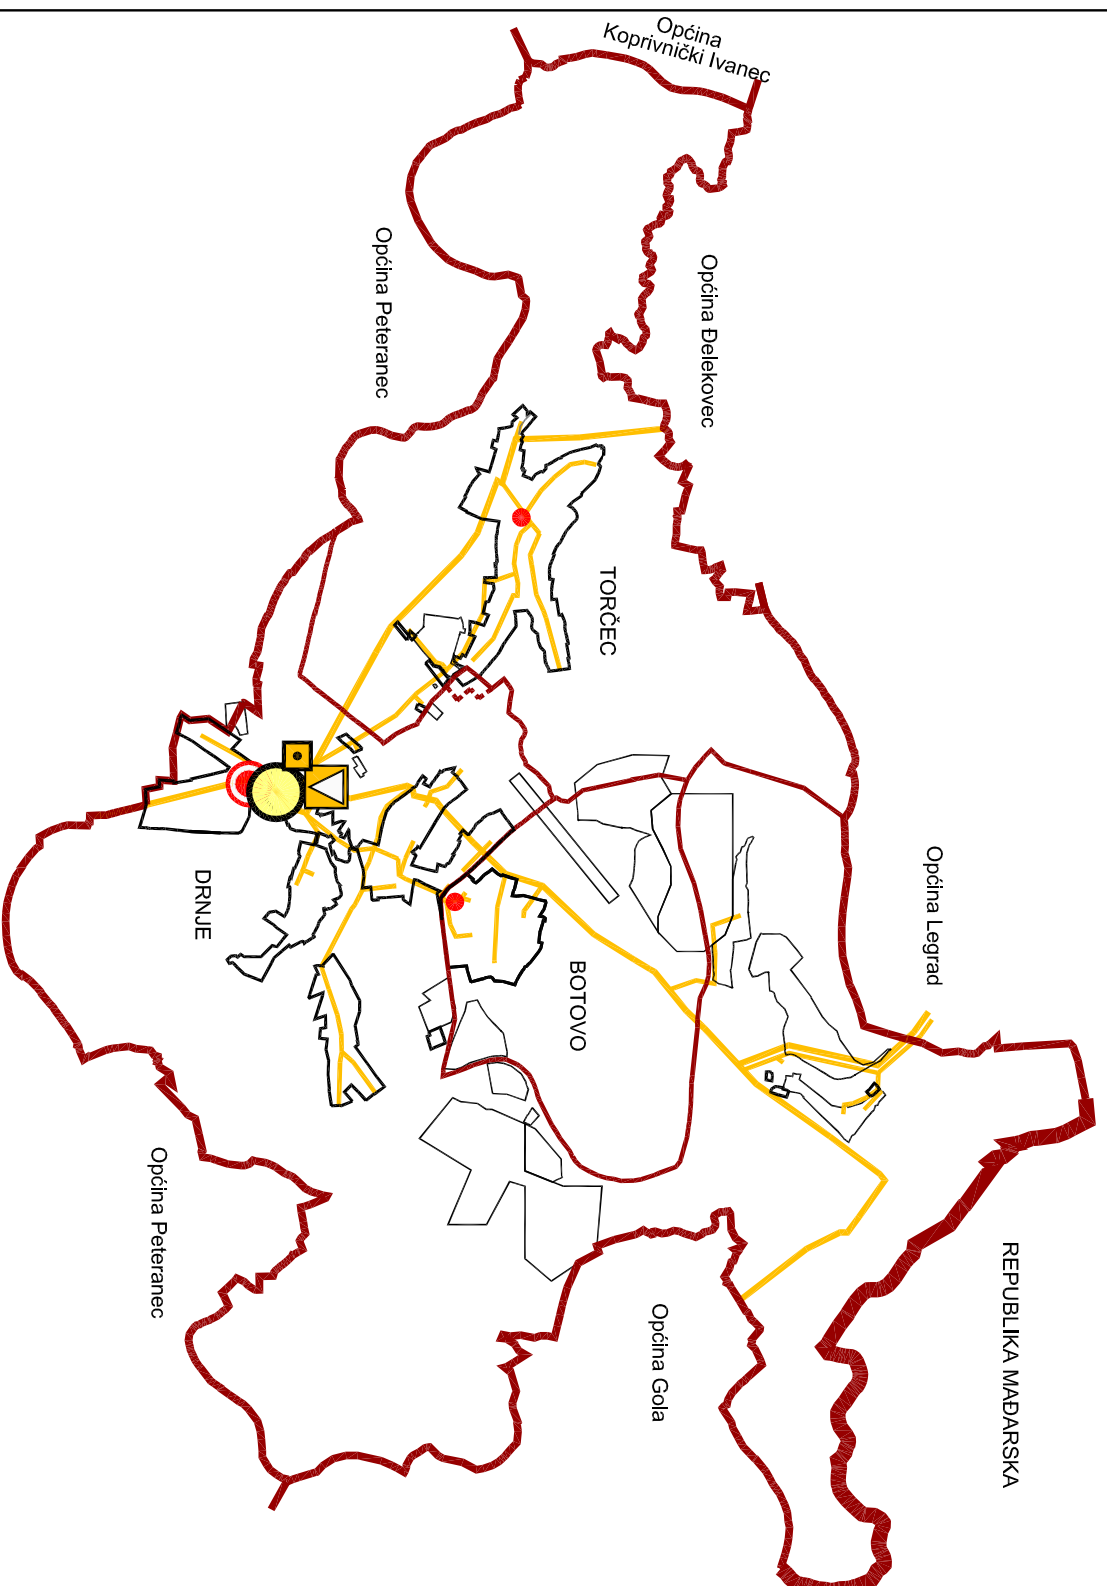 Općina
Koprivnički Ivanec
Općina Peteranec
Općina Đelekovec
TORČEC
Općina Legrad
DRNJE
BOTOVO
Općina Peteranec
Općina Gola
REPUBLIKA MAĐARSKA